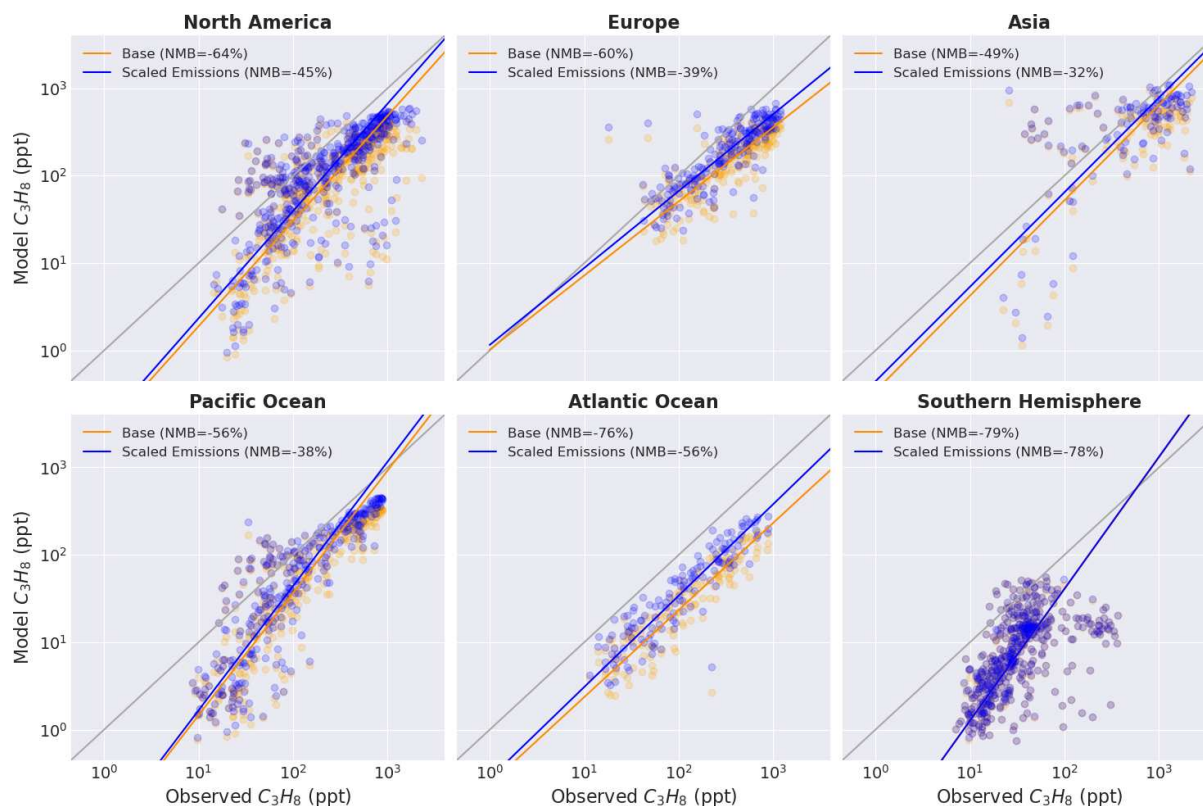 North America
Europe
Asia
Base (NMB=-64%)
Scaled Emissions (NMB=-45%)
Base (NMB=-60%)
Scaled Emissions (NMB=-39%)
Base (NMB=-49%)
Scaled Emissions (NMB=-32%)
Model C₃H₈ (ppt)
10³
10²
10¹
10⁰
Pacific Ocean
Atlantic Ocean
Southern Hemisphere
Base (NMB=-56%)
Scaled Emissions (NMB=-38%)
Base (NMB=-76%)
Scaled Emissions (NMB=-56%)
Base (NMB=-79%)
Scaled Emissions (NMB=-78%)
Model C₃H₈ (ppt)
10³
10²
10¹
10⁰
10⁰ 10¹ 10² 10³
10⁰ 10¹ 10² 10³
10⁰ 10¹ 10² 10³
Observed C₃H₈ (ppt)
Observed C₃H₈ (ppt)
Observed C₃H₈ (ppt)